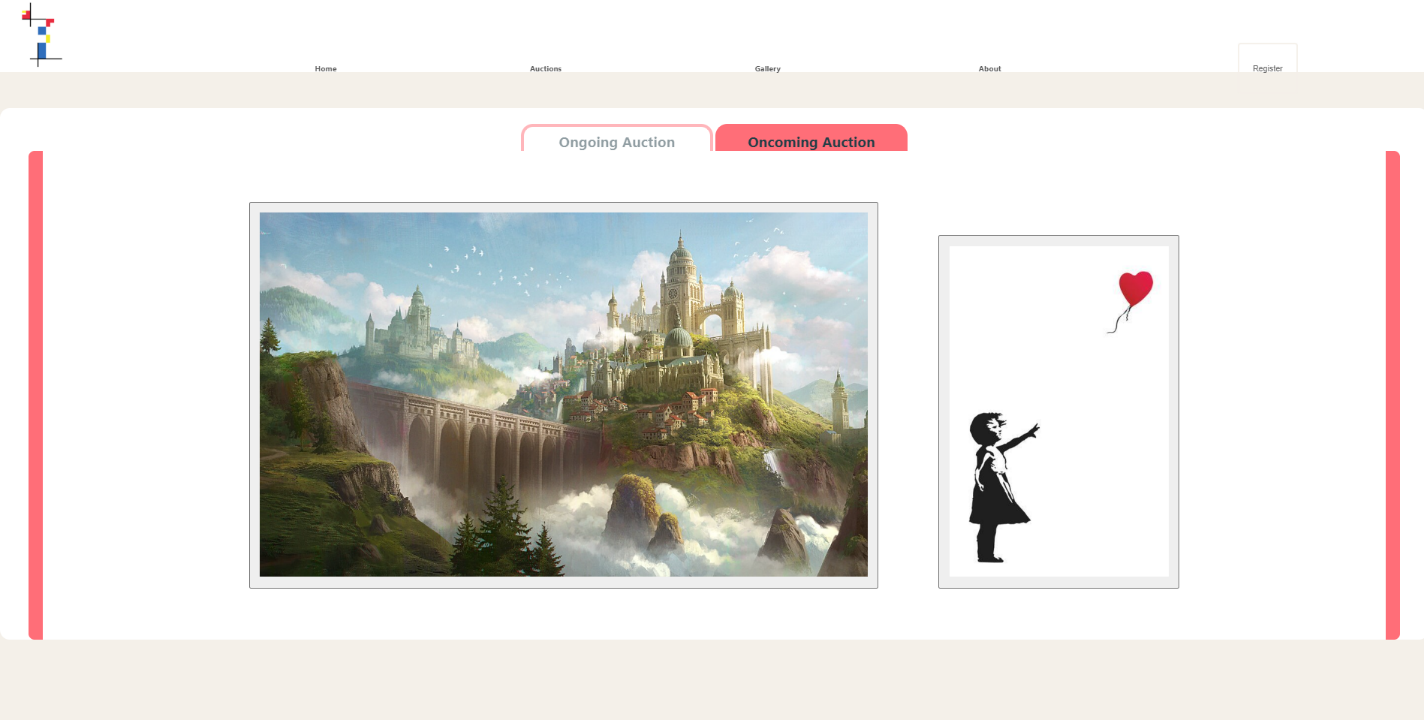 Home
Auctions
Gallery
About
Register
Ongoing Auction
Oncoming Auction